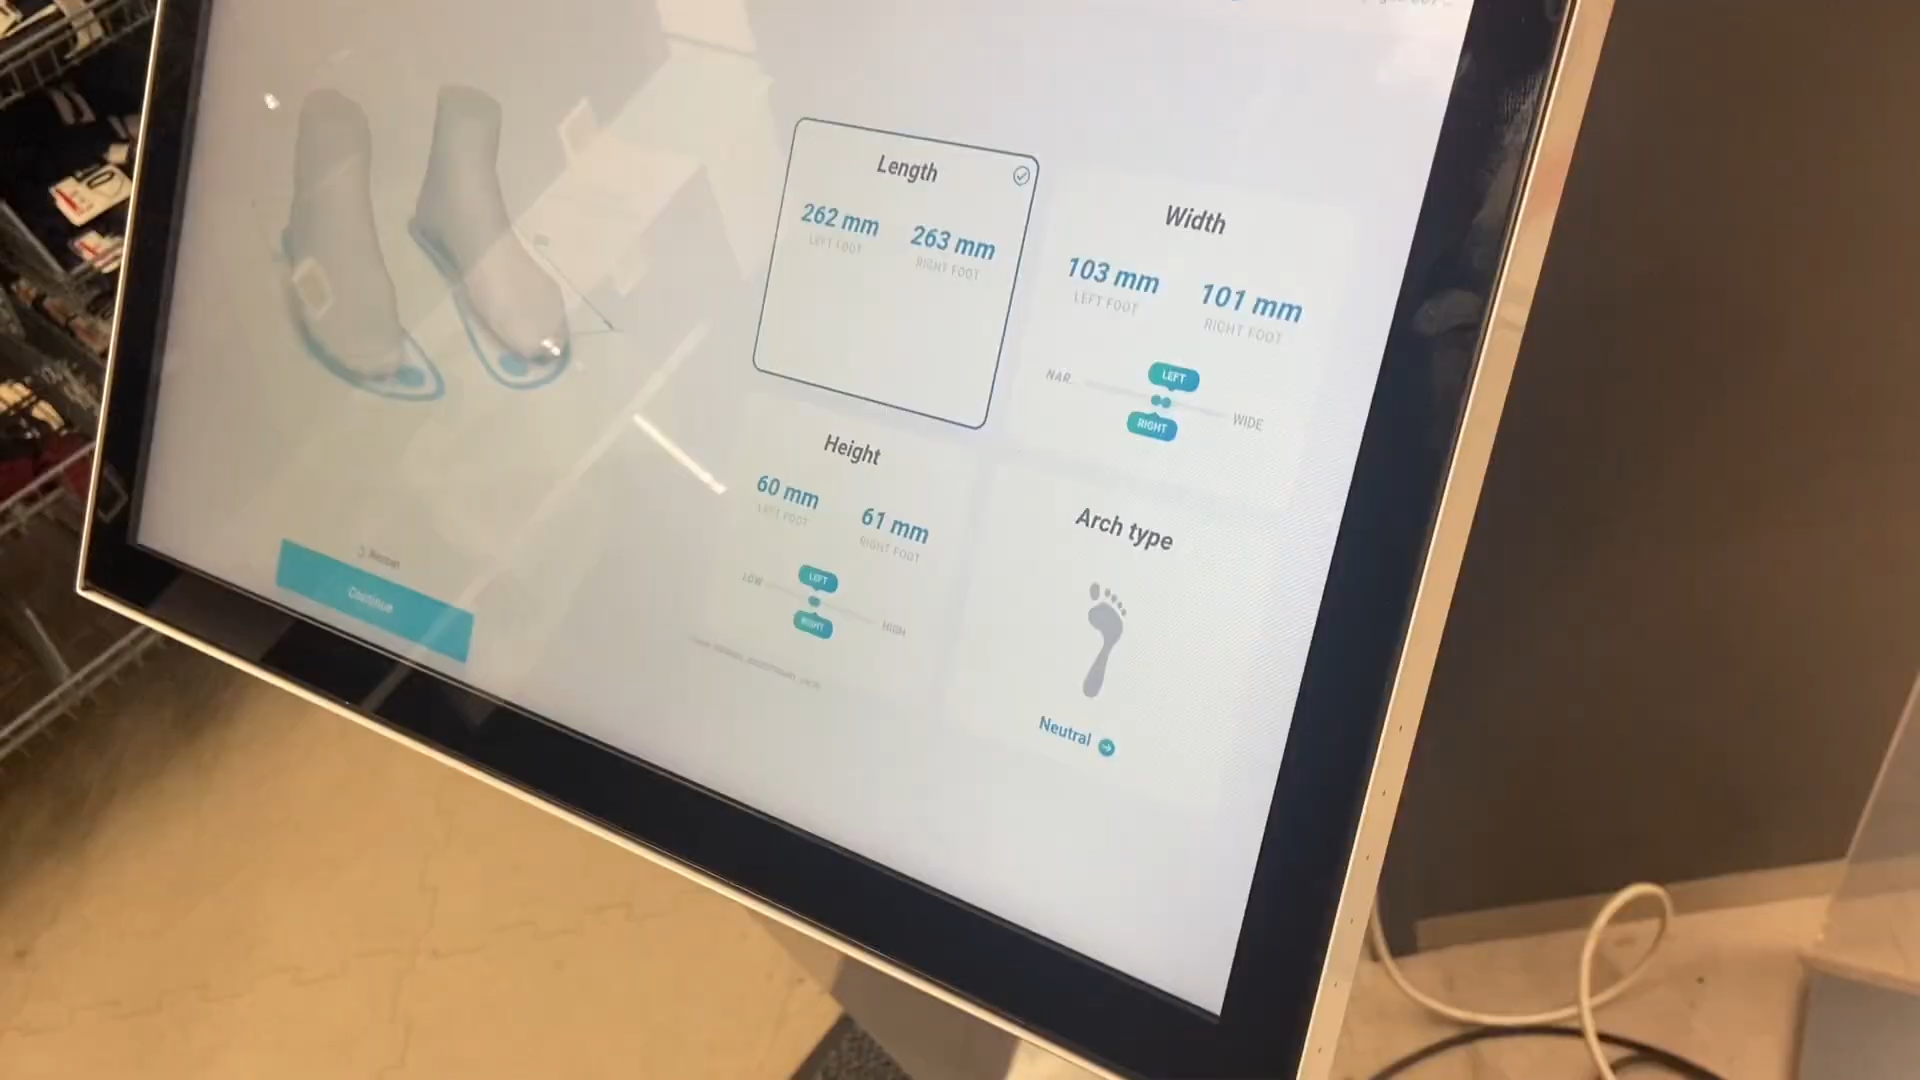 Length
262 mm
LEFT FOOT
263 mm
RIGHT FOOT
Width
103 mm
LEFT FOOT
101 mm
RIGHT FOOT
NAR...
LEFT
RIGHT
WIDE
Height
60 mm
LEFT FOOT
61 mm
RIGHT FOOT
LOW
LEFT
RIGHT
HIGH
Arch type
Neutral
Rescan
Continue